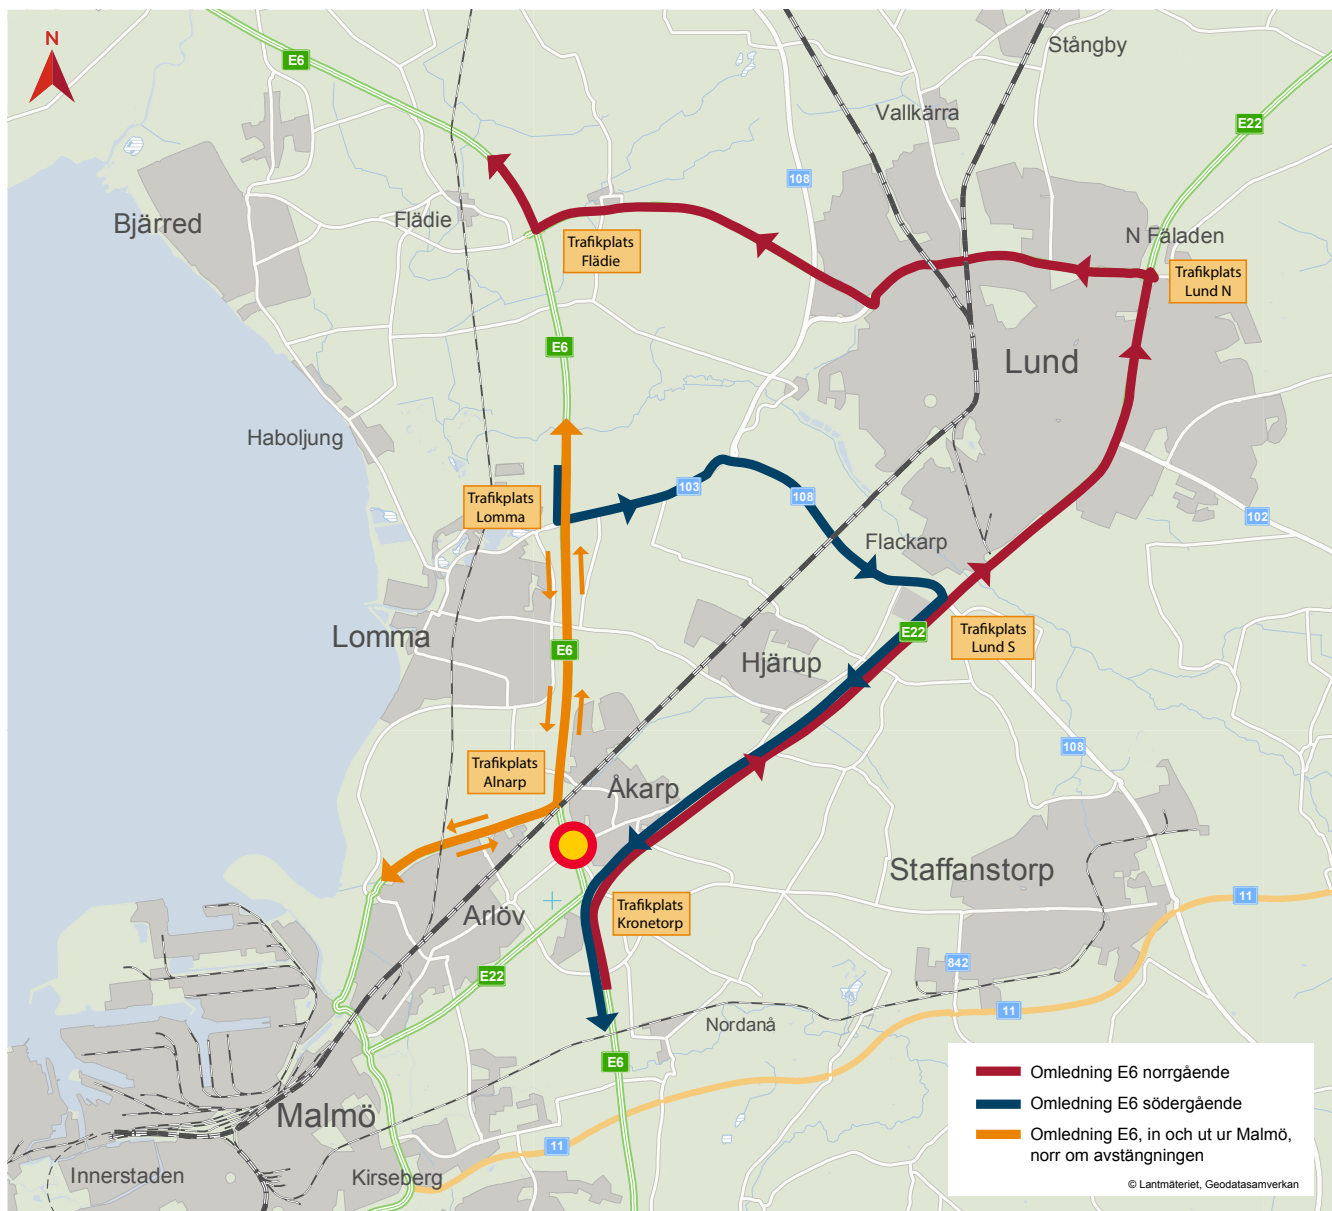 N
E6
Stångby
Vallkärra
E22
108
Bjärred
Flädie
N Fäladen
Trafikplats
Flädie
Trafikplats
Lund N
E6
Lund
Haboljung
Trafikplats
Lomma
103
108
102
Flackarp
Lomma
E6
Hjärup
E22
Trafikplats
Lund S
Trafikplats
Alnarp
Åkarp
108
Staffanstorp
11
Arlöv
Trafikplats
Kronetorp
E22
842
11
Nordanå
E6
Malmö
11
Innerstaden
Kirseberg
Omledning E6 norrgående
Omledning E6 södergående
Omledning E6, in och ut ur Malmö,
norr om avstängningen
© Lantmäteriet, Geodatasamverkan